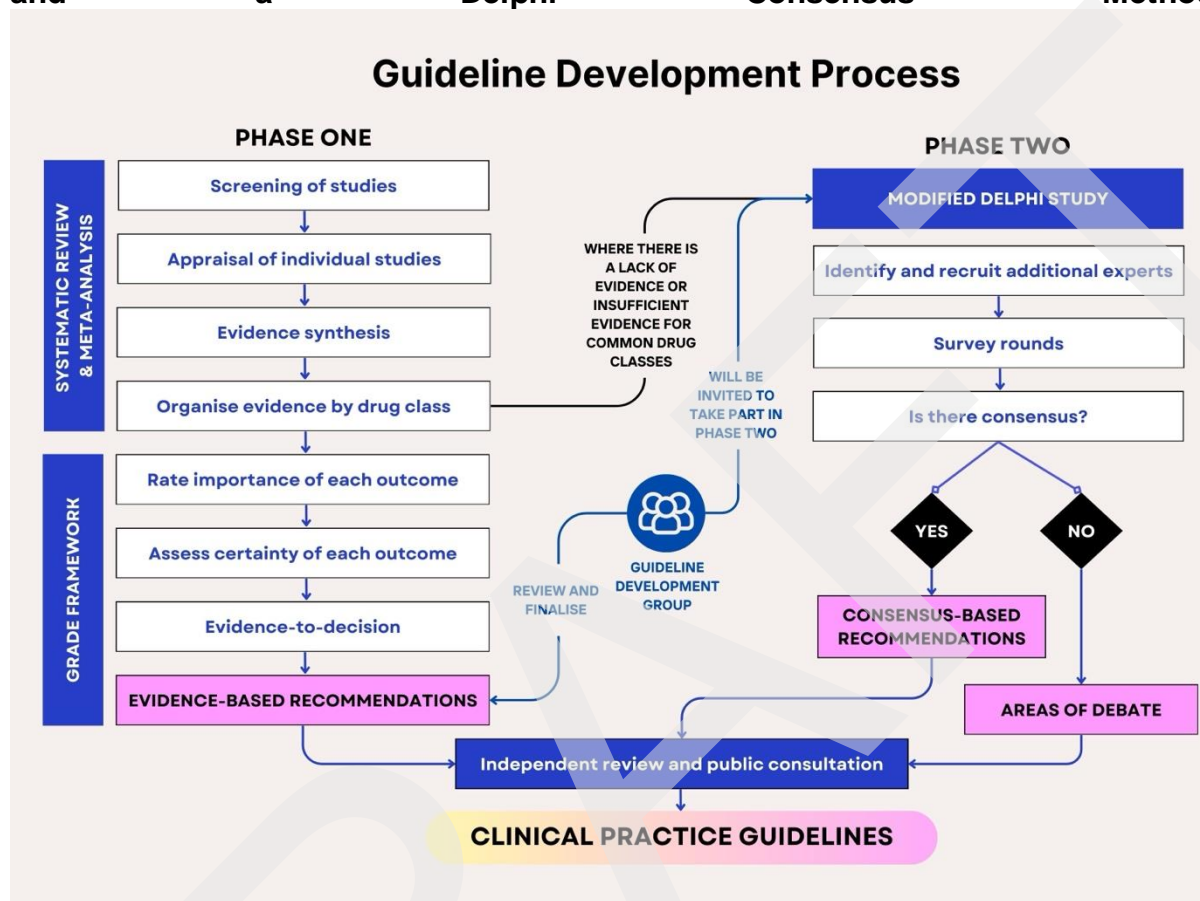 and a Delphi Consensus
Guideline Development Process
PHASE ONE
SYSTEMATIC REVIEW
& META-ANALYSIS
Screening of studies
Appraisal of individual studies
Evidence synthesis
Organise evidence by drug class
GRADE FRAMEWORK
Rate importance of each outcome
Assess certainty of each outcome
Evidence-to-decision
EVIDENCE-BASED RECOMMENDATIONS
WHERE THERE IS
A LACK OF
EVIDENCE OR
INSUFFICIENT
EVIDENCE FOR
COMMON DRUG
CLASSES
WILL BE
INVITED TO
TAKE PART IN
PHASE TWO
GUIDELINE
DEVELOPMENT
GROUP
REVIEW AND
FINALISE
PHASE TWO
MODIFIED DELPHI STUDY
Identify and recruit additional experts
Survey rounds
Is there consensus?
YES
NO
CONSENSUS-BASED
RECOMMENDATIONS
AREAS OF DEBATE
Independent review and public consultation
CLINICAL PRACTICE GUIDELINES